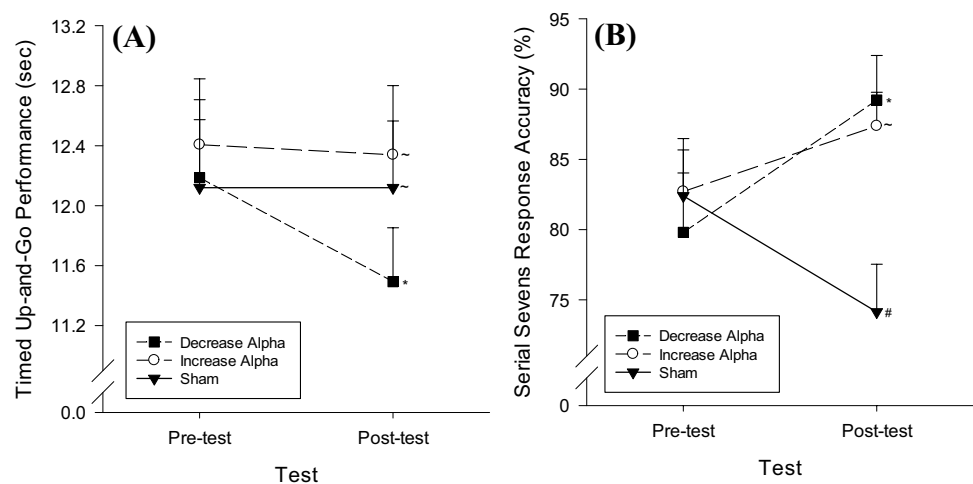 (A)
Timed Up-and-Go Performance (sec)
13.2
12.8
12.4
12.0
11.6
11.2
0.0
~
~
*
Decrease Alpha
Increase Alpha
Sham
Pre-test
Post-test
Test
(B)
Serial Sevens Response Accuracy (%)
95
90
85
80
75
0
*
~
#
Decrease Alpha
Increase Alpha
Sham
Pre-test
Post-test
Test